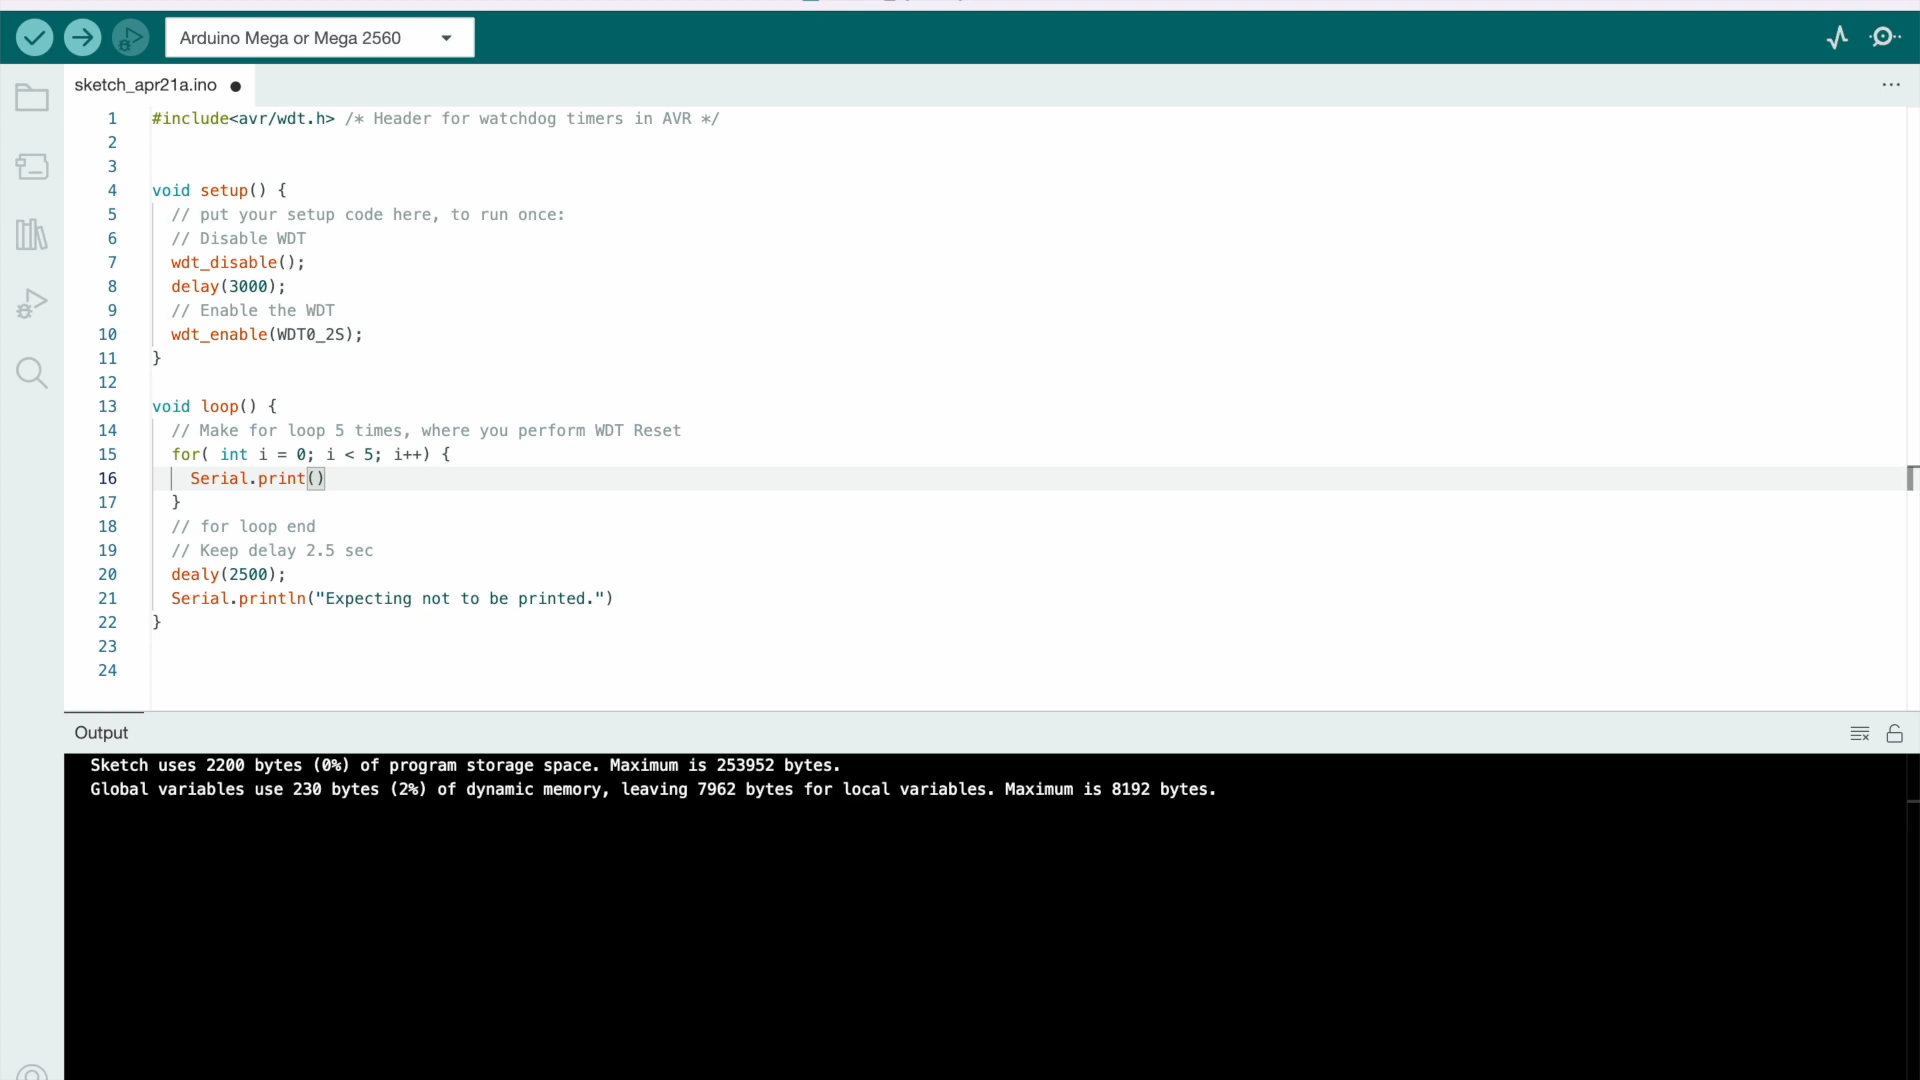 Arduino Mega or Mega 2560
sketch_apr21a.ino
1 #include<avr/wdt.h> /* Header for watchdog timers in AVR */
2
3
4 void setup() {
5 // put your setup code here, to run once:
6 // Disable WDT
7 wdt_disable();
8 delay(3000);
9 // Enable the WDT
10 wdt_enable(WDT0_2S);
11 }
12
13 void loop() {
14 // Make for loop 5 times, where you perform WDT Reset
15 for( int i = 0; i < 5; i++) {
16 Serial.print()
17 }
18 // for loop end
19 // Keep delay 2.5 sec
20 dealy(2500);
21 Serial.println("Expecting not to be printed.")
22 }
23
24
Output
Sketch uses 2200 bytes (0%) of program storage space. Maximum is 253952 bytes.
Global variables use 230 bytes (2%) of dynamic memory, leaving 7962 bytes for local variables. Maximum is 8192 bytes.